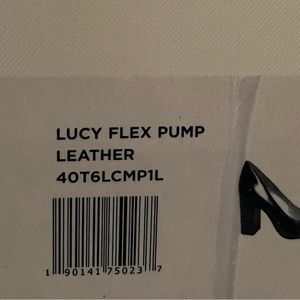 LUCY FLEX PUMP
LEATHER
40T6LCMP1L
1 90141 75023 7